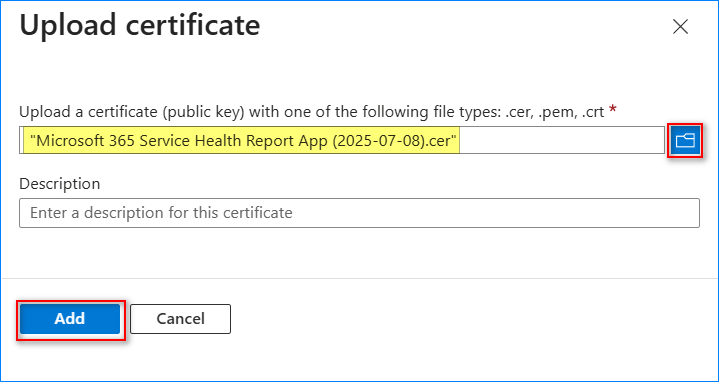 Upload certificate
Upload a certificate (public key) with one of the following file types: .cer, .pem, .crt *
"Microsoft 365 Service Health Report App (2025-07-08).cer"
Description
Enter a description for this certificate
Add
Cancel